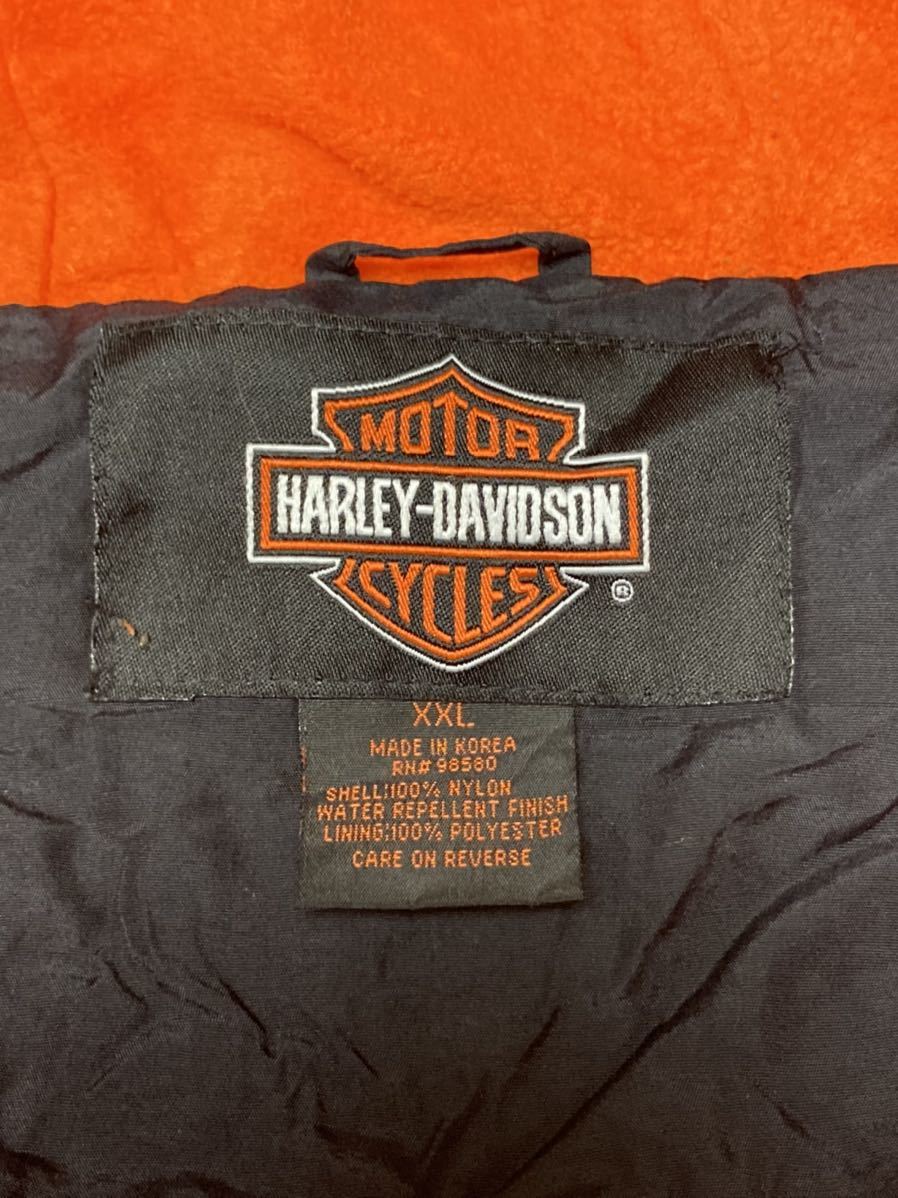 MOTOR
HARLEY-DAVIDSON
CYCLES
®
XXL
MADE IN KOREA
RN# 98580
SHELL:100% NYLON
WATER REPELLENT FINISH
LINING:100% POLYESTER
CARE ON REVERSE